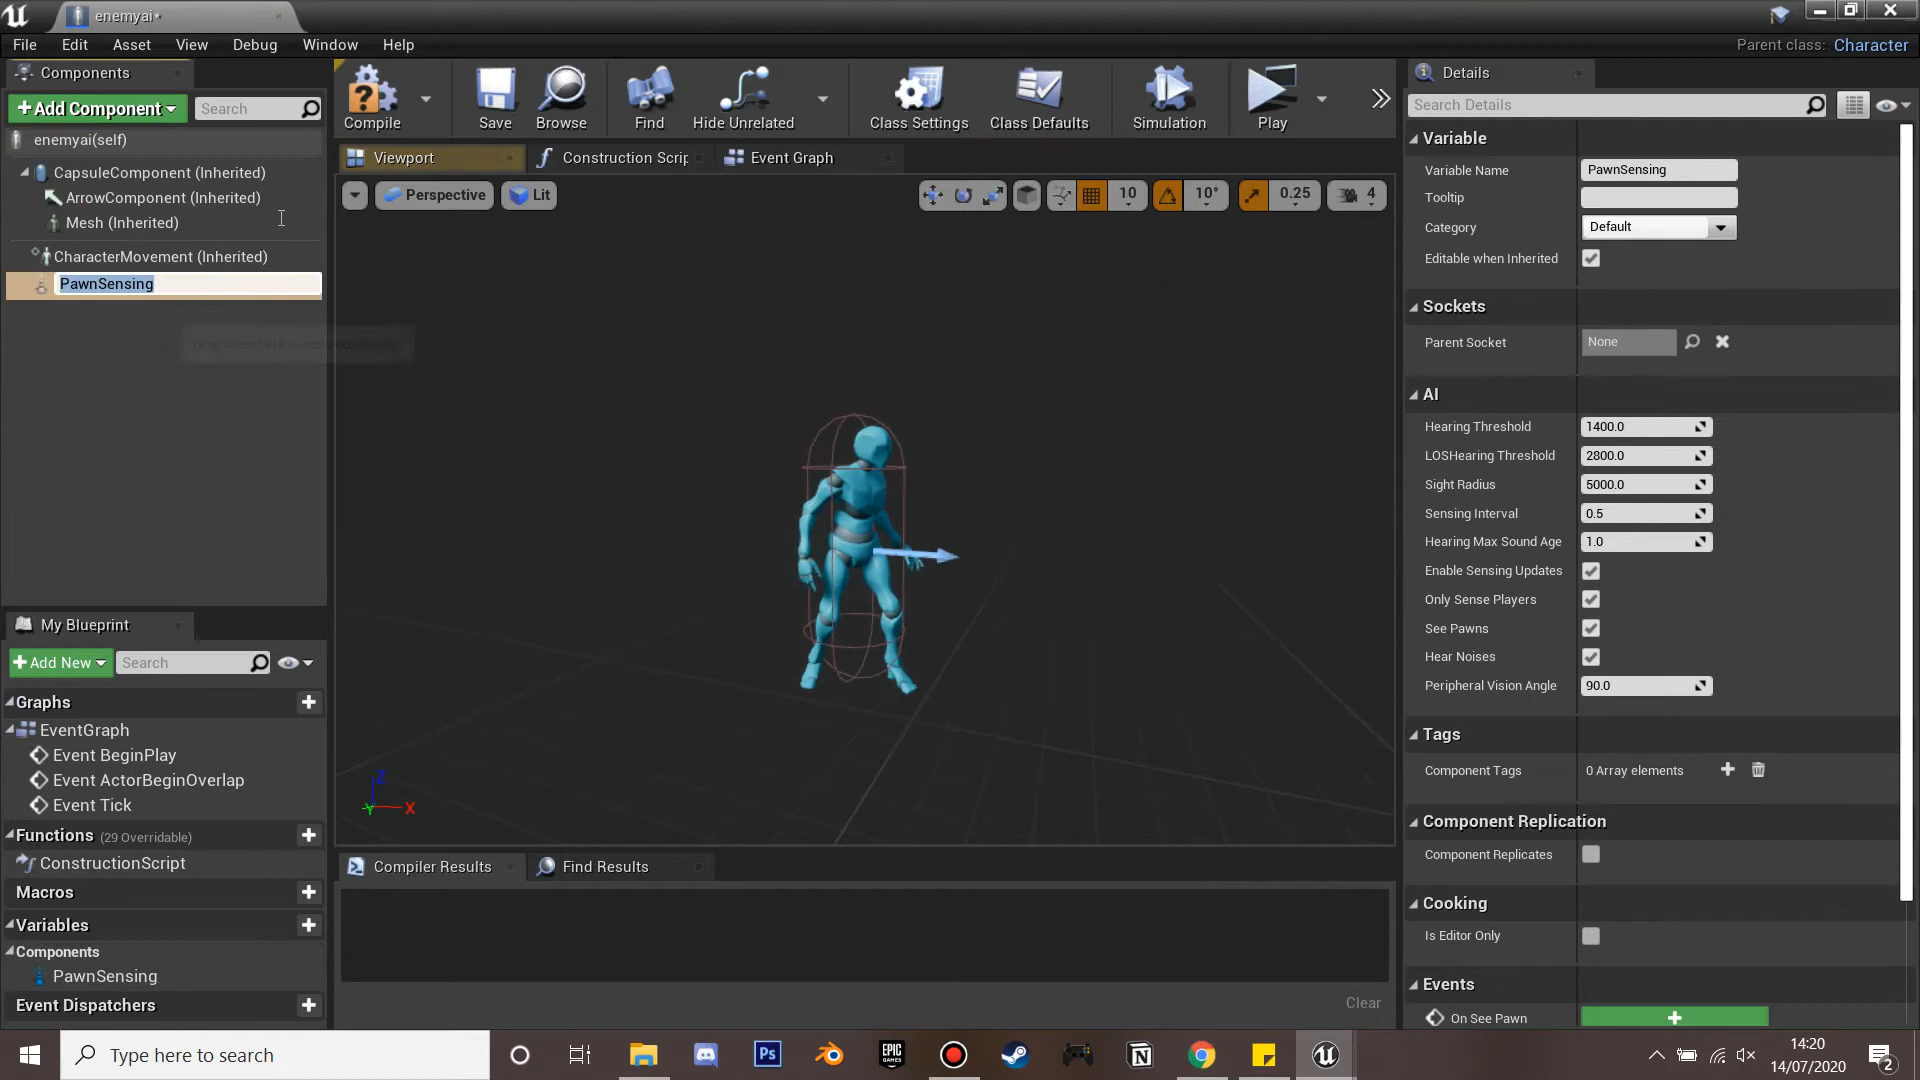 enemyai*
File Edit Asset View Debug Window Help
Parent class: Character
Components
+Add Component
Search
enemyai(self)
CapsuleComponent (Inherited)
ArrowComponent (Inherited)
Mesh (Inherited)
CharacterMovement (Inherited)
PawnSensing
My Blueprint
+Add New
Search
Graphs
EventGraph
Event BeginPlay
Event ActorBeginOverlap
Event Tick
Functions (29 Overridable)
ConstructionScript
Macros
Variables
Components
PawnSensing
Event Dispatchers
Compile Save Browse Find Hide Unrelated Class Settings Class Defaults Simulation Play
Viewport Construction Scrip Event Graph
Perspective Lit 10 10° 0.25 4
Z
Y X
Compiler Results Find Results
Clear
Details
Search Details
Variable
Variable Name PawnSensing
Tooltip
Category Default
Editable when Inherited
Sockets
Parent Socket None
AI
Hearing Threshold 1400.0
LOSHearing Threshold 2800.0
Sight Radius 5000.0
Sensing Interval 0.5
Hearing Max Sound Age 1.0
Enable Sensing Updates
Only Sense Players
See Pawns
Hear Noises
Peripheral Vision Angle 90.0
Tags
Component Tags 0 Array elements
Component Replication
Component Replicates
Cooking
Is Editor Only
Events
On See Pawn
Type here to search
Ps
EPIC GAMES
N
14:20
14/07/2020
2